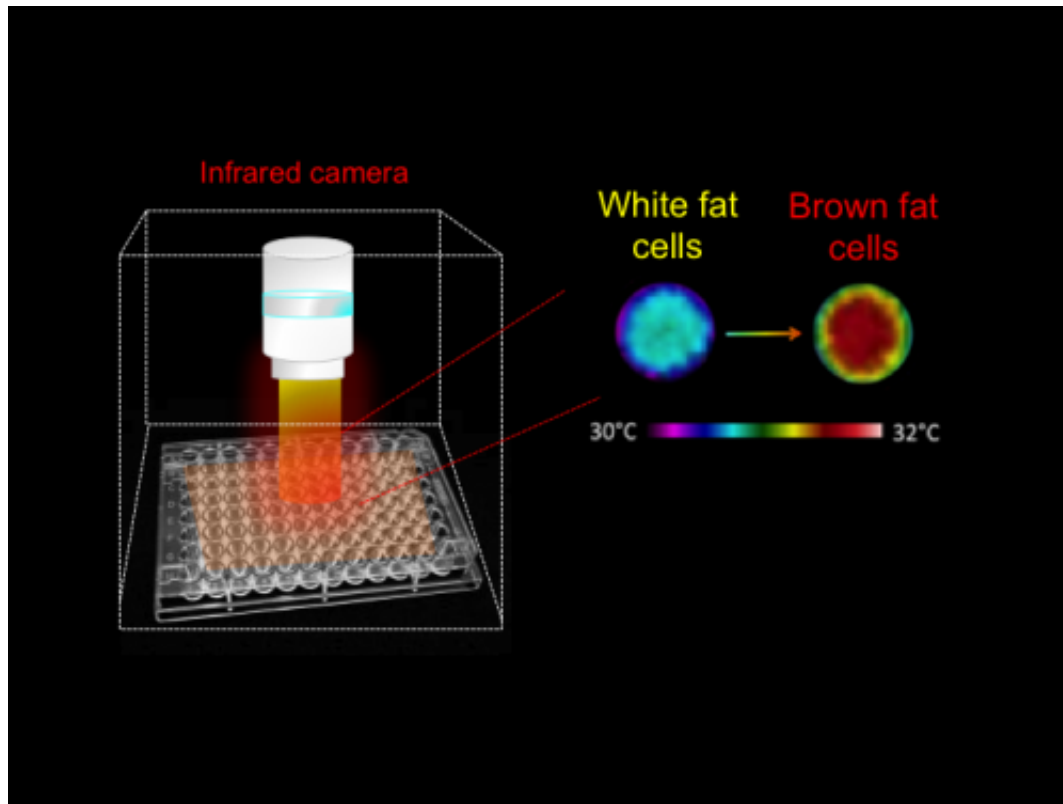 Infrared camera
White fat
cells
Brown fat
cells
30°C
32°C